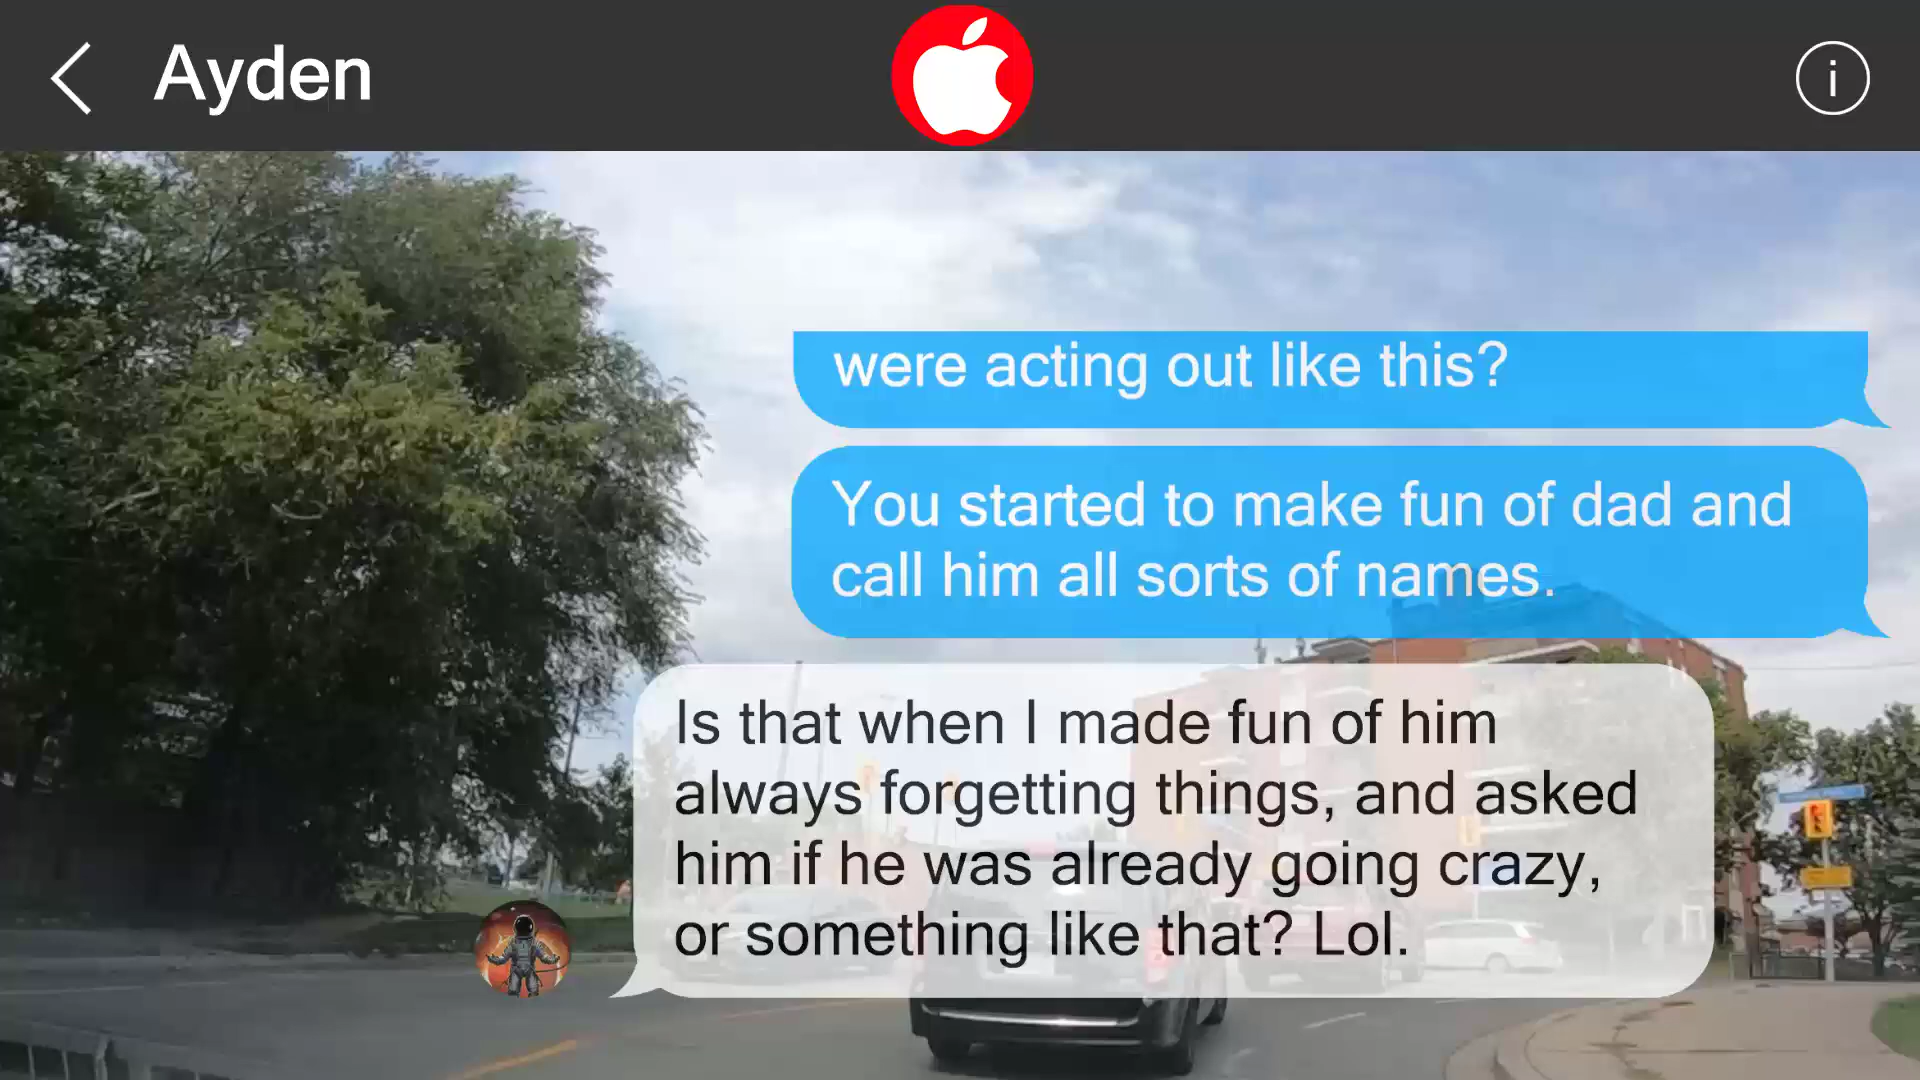 Ayden
i
were acting out like this?
You started to make fun of dad and
call him all sorts of names.
Is that when I made fun of him
always forgetting things, and asked
him if he was already going crazy,
or something like that? Lol.